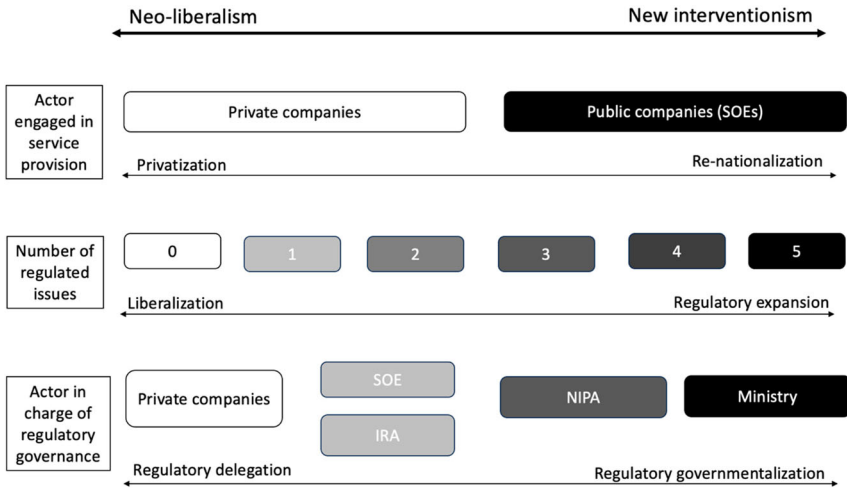 Neo-liberalism New interventionism
Actor
engaged in
service
provision
Private companies Public companies (SOEs)
Privatization Re-nationalization
Number of
regulated
issues
0 1 2 3 4 5
Liberalization Regulatory expansion
Actor in
charge of
regulatory
governance
Private companies
SOE
IRA
NIPA
Ministry
Regulatory delegation Regulatory governmentalization